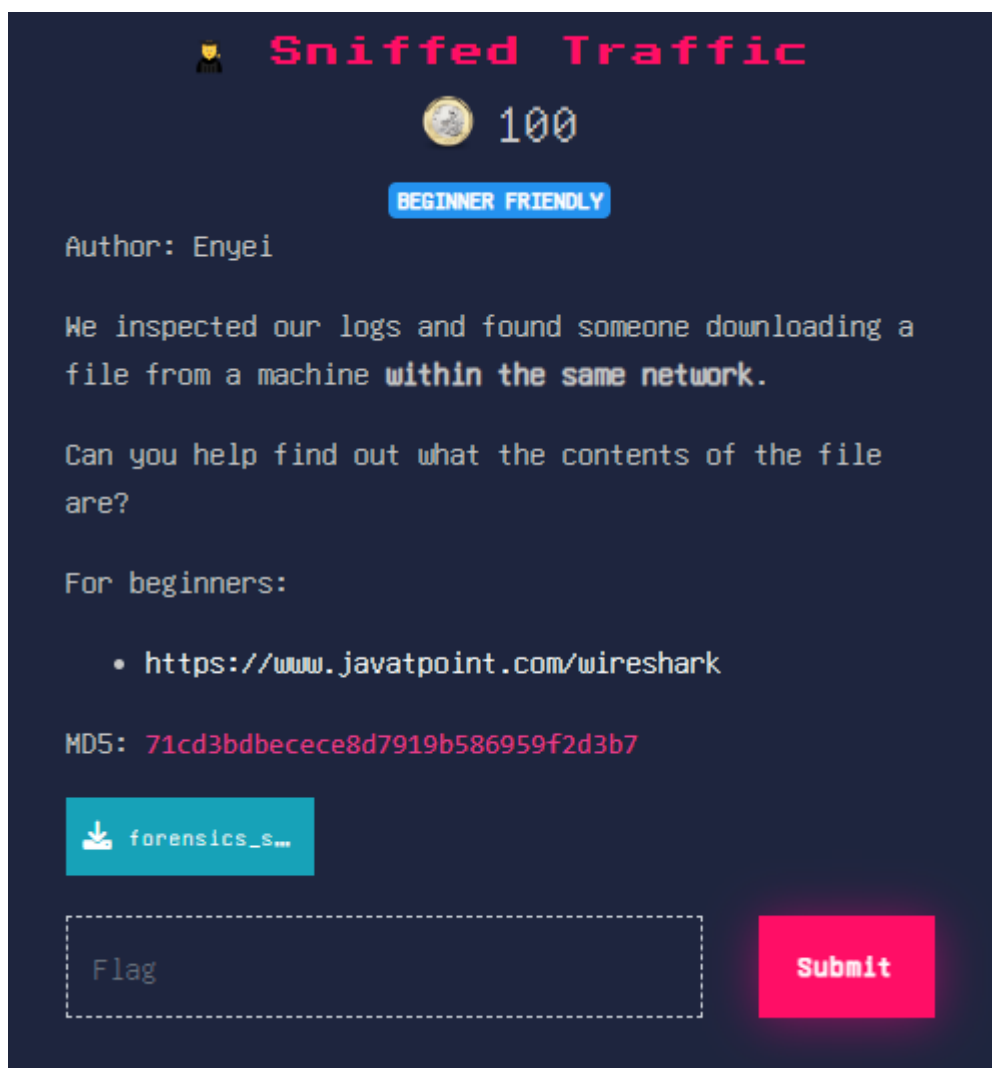 Sniffed Traffic
100
BEGINNER FRIENDLY
Author: Enyei
We inspected our logs and found someone downloading a
file from a machine within the same network.
Can you help find out what the contents of the file
are?
For beginners:
• https://www.javatpoint.com/wireshark
MD5: 71cd3bdbecece8d7919b586959f2d3b7
forensics_s…
Flag
Submit